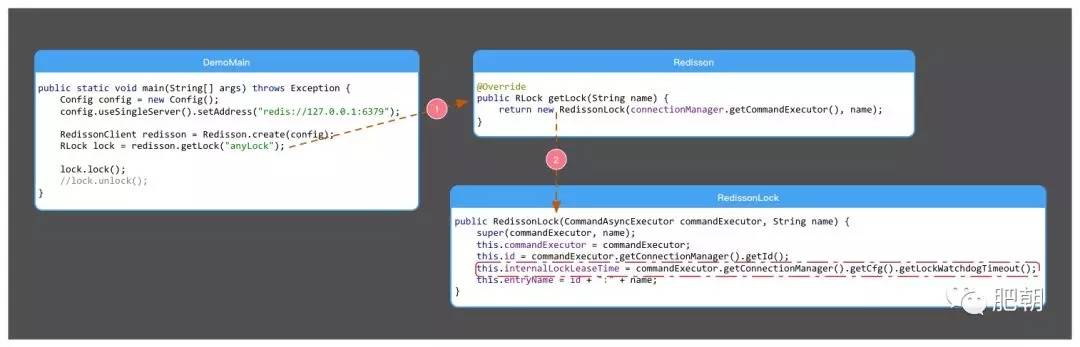 DemoMain
public static void main(String[] args) throws Exception {
Config config = new Config();
config.useSingleServer().setAddress("redis://127.0.0.1:6379");
RedissonClient redisson = Redisson.create(config);
RLock lock = redisson.getLock("anyLock");
lock.lock();
//lock.unlock();
}
1
Redisson
@Override
public RLock getLock(String name) {
return new RedissonLock(connectionManager.getCommandExecutor(), name);
}
2
RedissonLock
public RedissonLock(CommandAsyncExecutor commandExecutor, String name) {
super(commandExecutor, name);
this.commandExecutor = commandExecutor;
this.id = commandExecutor.getConnectionManager().getId();
this.internalLockLeaseTime = commandExecutor.getConnectionManager().getCfg().getLockWatchdogTimeout();
this.entryName = id + ":" + name;
}
肥朝